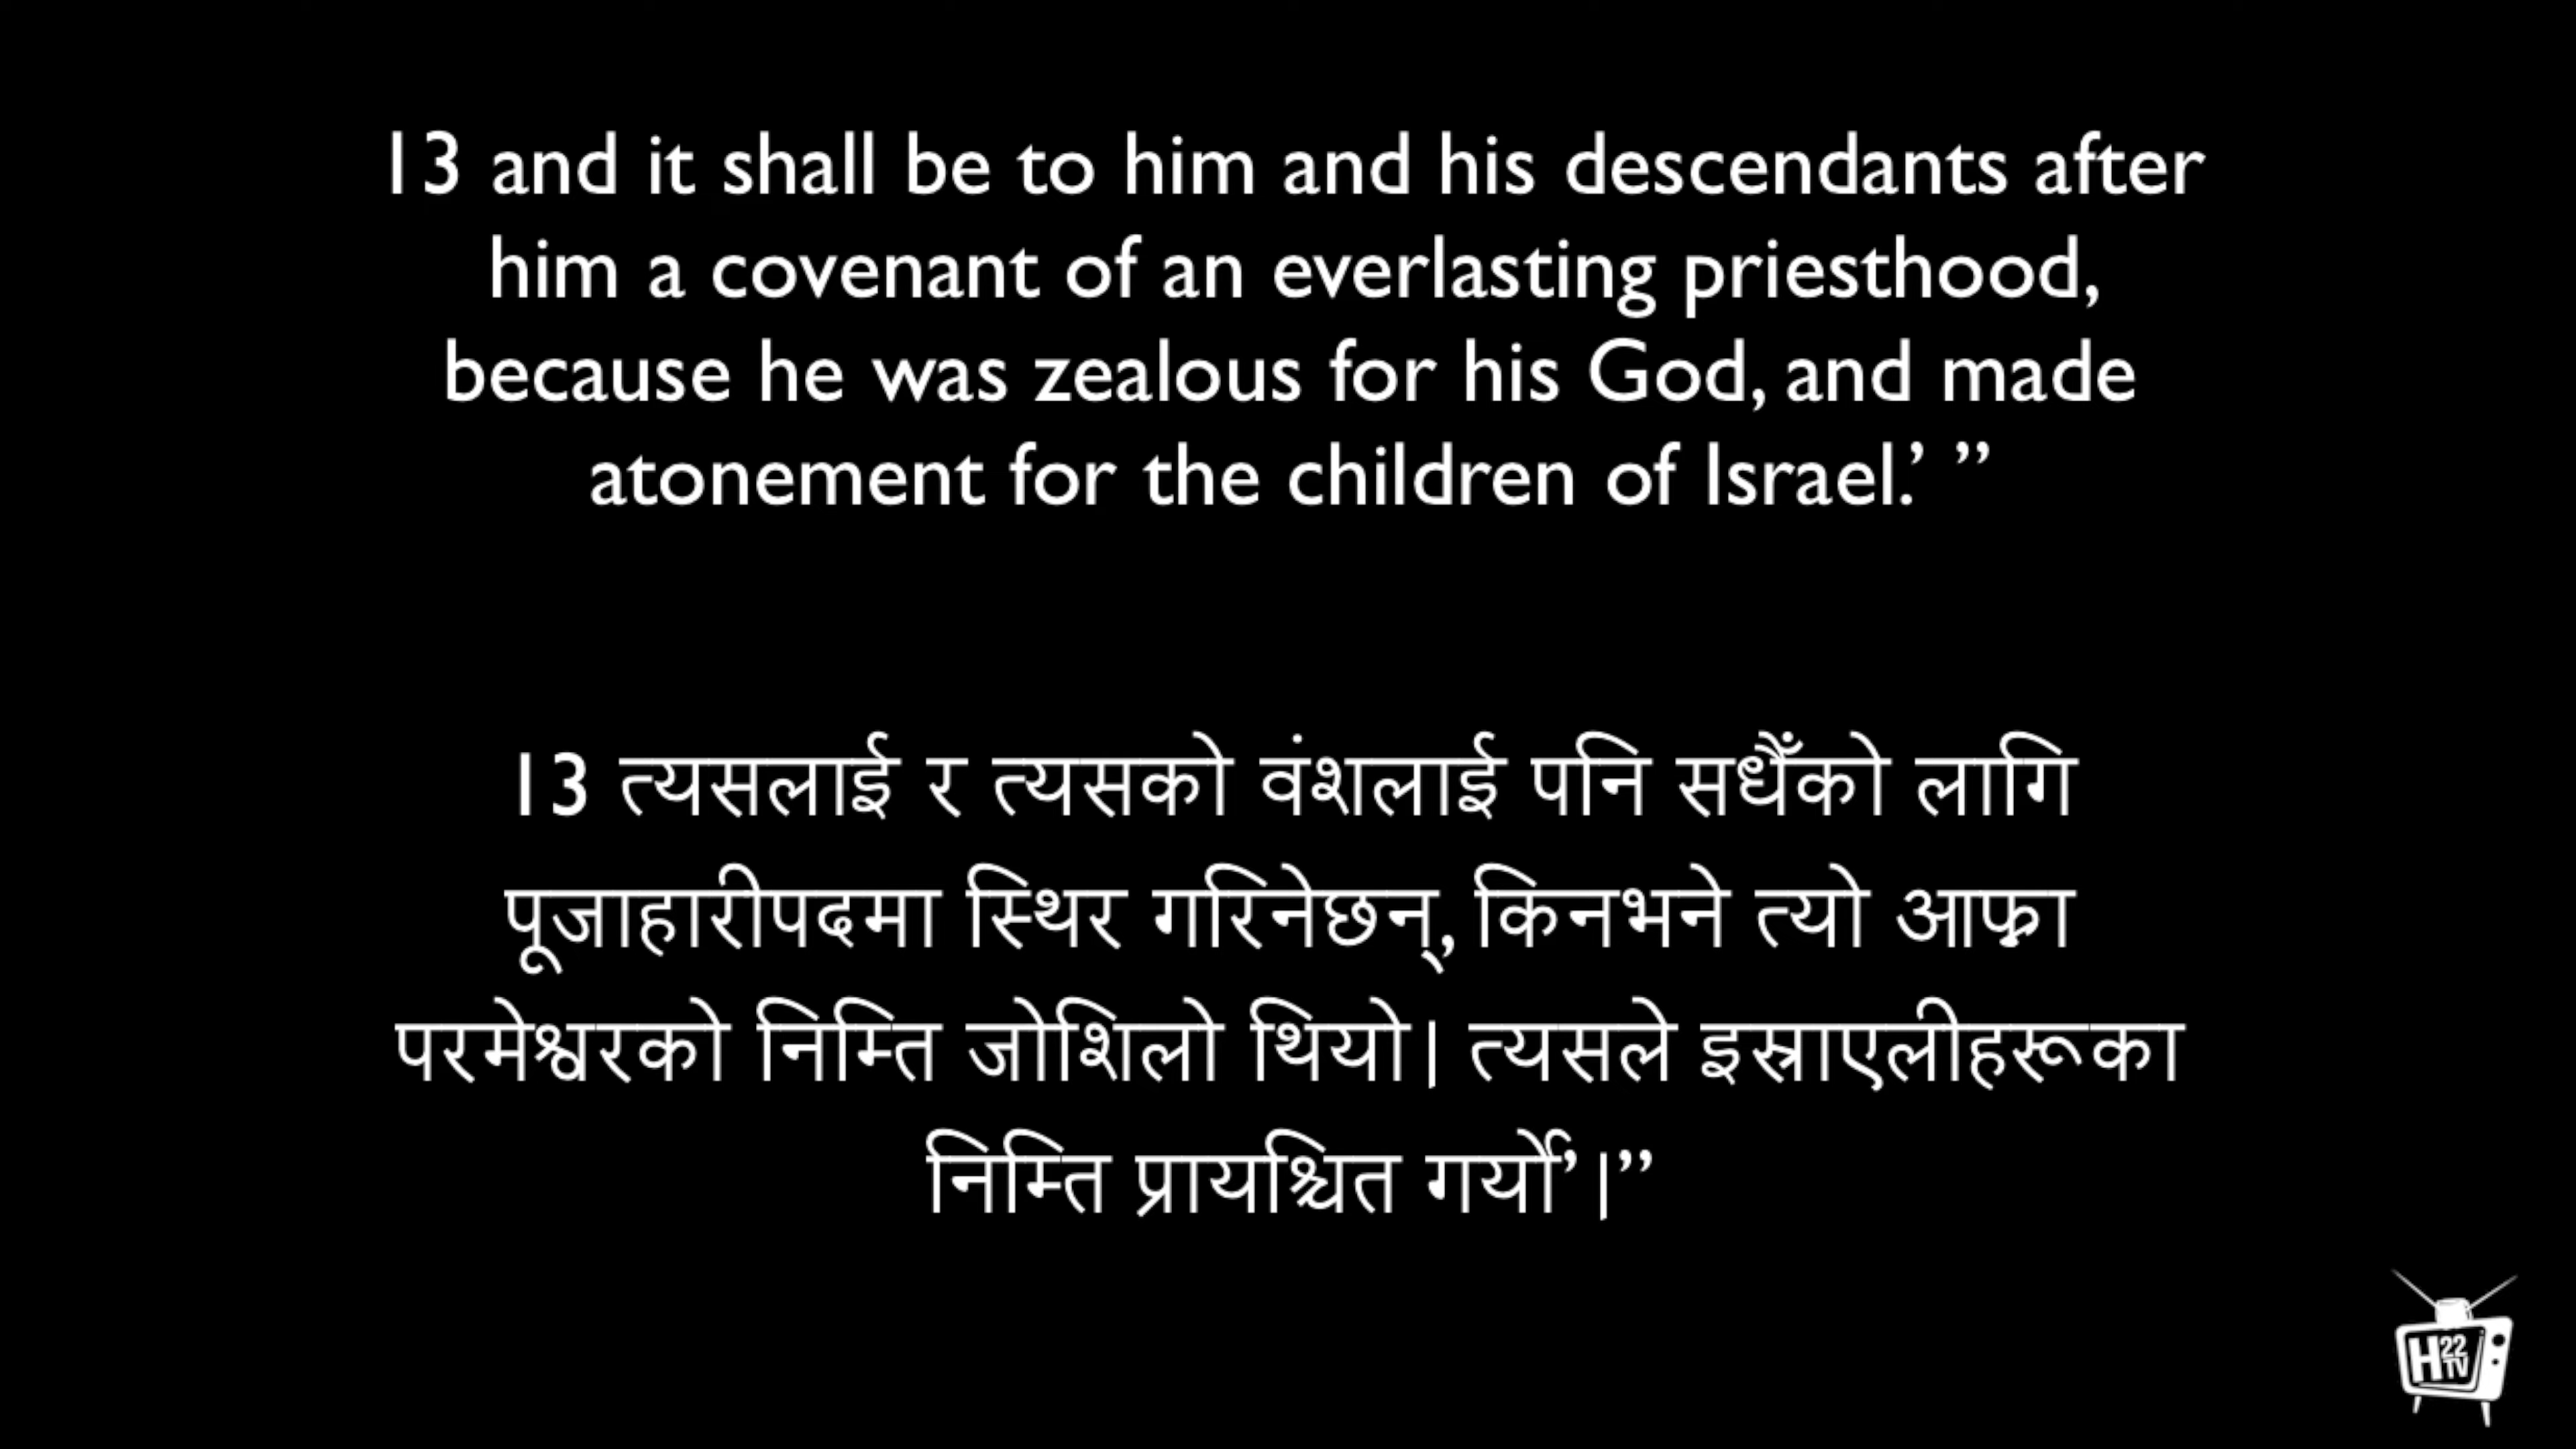 13 and it shall be to him and his descendants after
him a covenant of an everlasting priesthood,
because he was zealous for his God, and made
atonement for the children of Israel.’ ”
13 त्यसलाई र त्यसको वंशलाई पनि सधैँको लागि
पूजाहारीपदमा स्थिर गरिनेछन्, किनभने त्यो आफ्ना
परमेश्वरको निम्ति जोशिलो थियो। त्यसले इस्राएलीहरूका
निम्ति प्रायश्चित गर्यो’।”
H22 TV